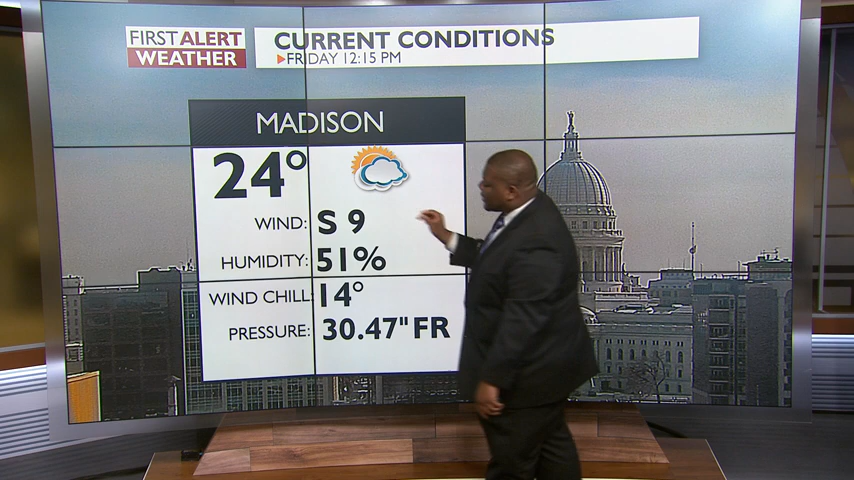 FIRST ALERT
WEATHER
CURRENT CONDITIONS
FRIDAY 12:15 PM
MADISON
24°
WIND: S 9
HUMIDITY: 51%
WIND CHILL: 14°
PRESSURE: 30.47" FR